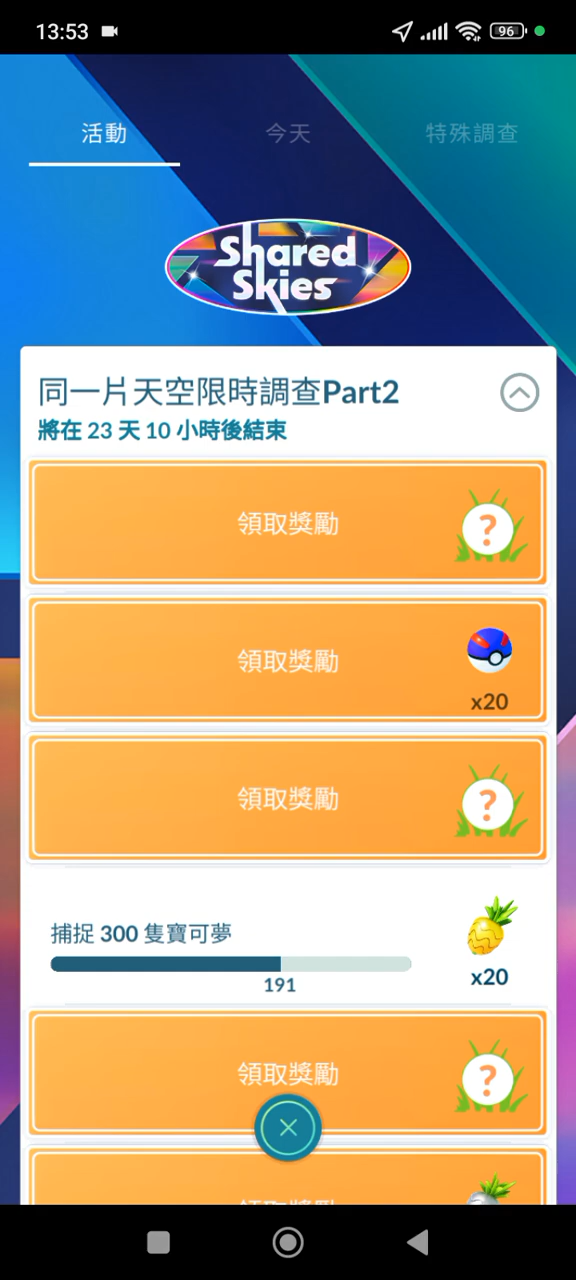 13:53
96
活動
今天
特殊調查
Shared
Skies
同一片天空限時調查Part2
將在 23 天 10 小時後結束
領取獎勵
?
領取獎勵
x20
領取獎勵
?
捕捉 300 隻寶可夢
191
x20
領取獎勵
?